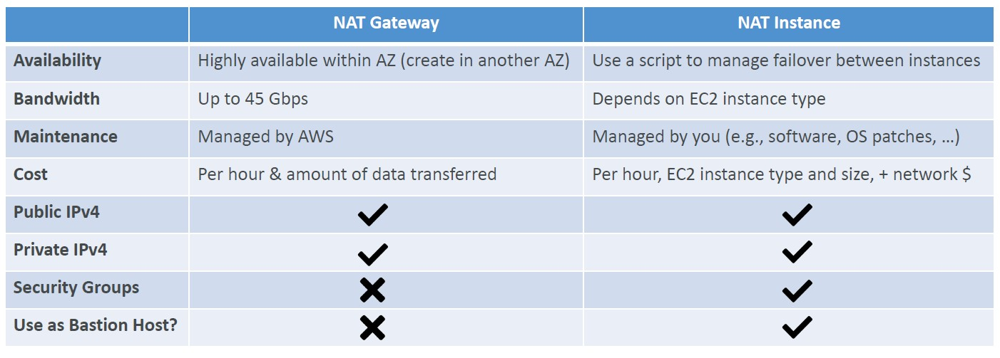 NAT Gateway NAT Instance
Availability Highly available within AZ (create in another AZ) Use a script to manage failover between instances
Bandwidth Up to 45 Gbps Depends on EC2 instance type
Maintenance Managed by AWS Managed by you (e.g., software, OS patches, …)
Cost Per hour & amount of data transferred Per hour, EC2 instance type and size, + network $
Public IPv4 ✔ ✔
Private IPv4 ✔ ✔
Security Groups ✖ ✔
Use as Bastion Host? ✖ ✔